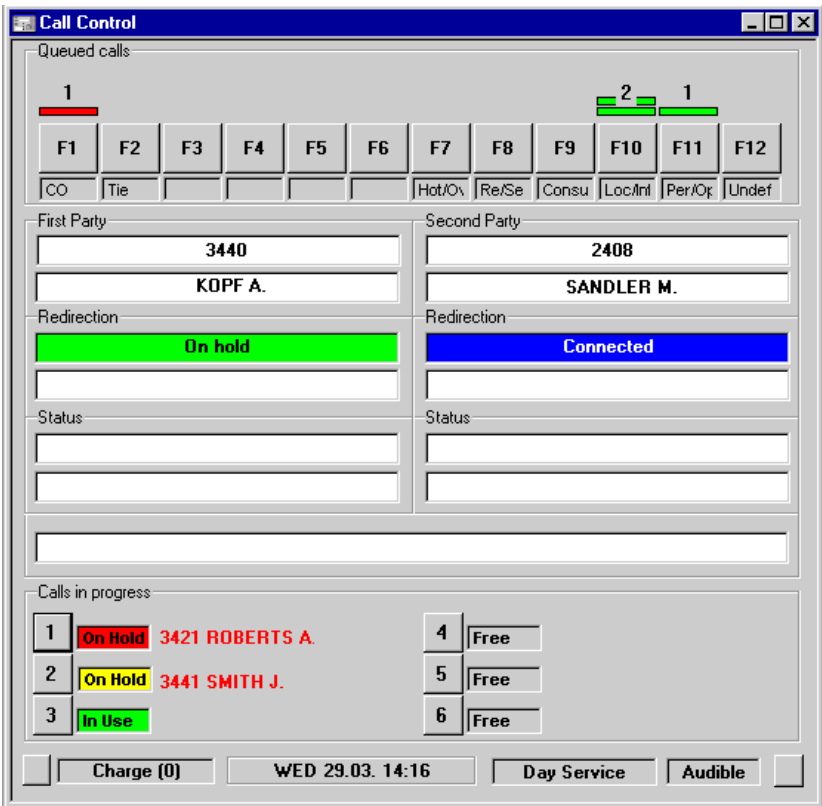 Call Control
Queued calls
1 2 1
F1 F2 F3 F4 F5 F6 F7 F8 F9 F10 F11 F12
CO Tie Hot/O Re/Se Consu Loc/Int Per/Op Undef
First Party Second Party
3440 2408
KOPF A. SANDLER M.
Redirection Redirection
On hold Connected
Status Status
Calls in progress
1 On Hold 3421 ROBERTS A. 4 Free
2 On Hold 3441 SMITH J. 5 Free
3 In Use 6 Free
Charge (0) WED 29.03. 14:16 Day Service Audible